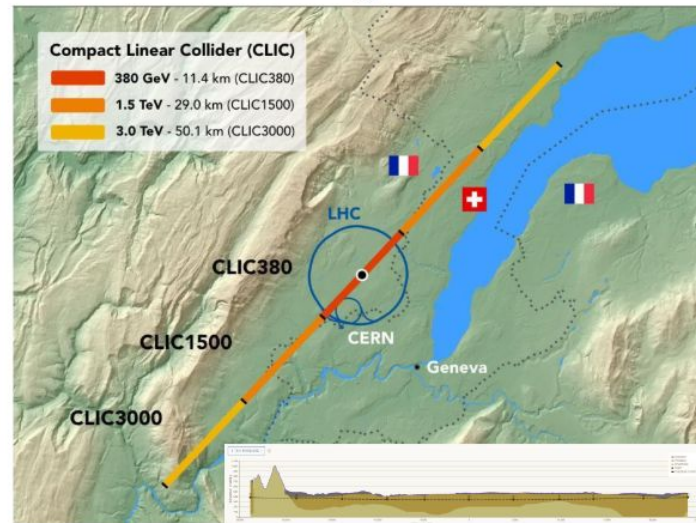 Compact Linear Collider (CLIC)
380 GeV - 11.4 km (CLIC380)
1.5 TeV - 29.0 km (CLIC1500)
3.0 TeV - 50.1 km (CLIC3000)
LHC
CLIC380
CERN
CLIC1500
Geneva
CLIC3000